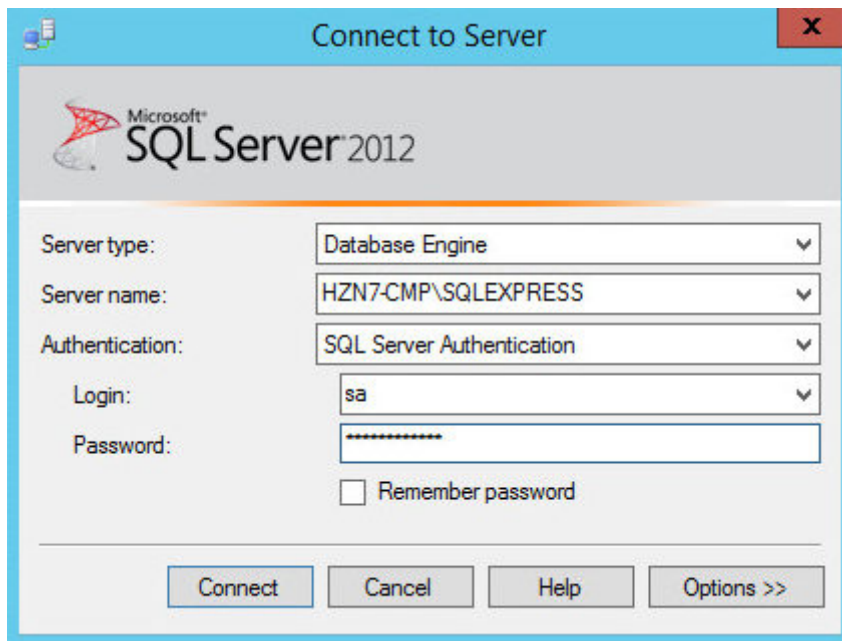 Connect to Server
x
Microsoft®
SQL Server® 2012
Server type: Database Engine
Server name: HZN7-CMP\SQLEXPRESS
Authentication: SQL Server Authentication
Login: sa
Password: *************
Remember password
Connect Cancel Help Options >>